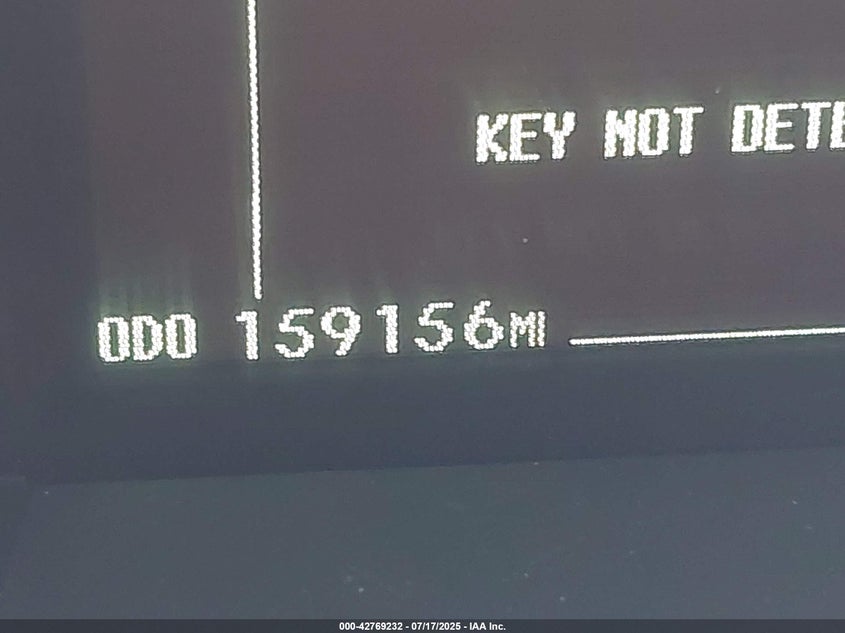 KEY NOT DETE
ODO 159156MI
000-42769232 - 07/17/2025 - IAA Inc.